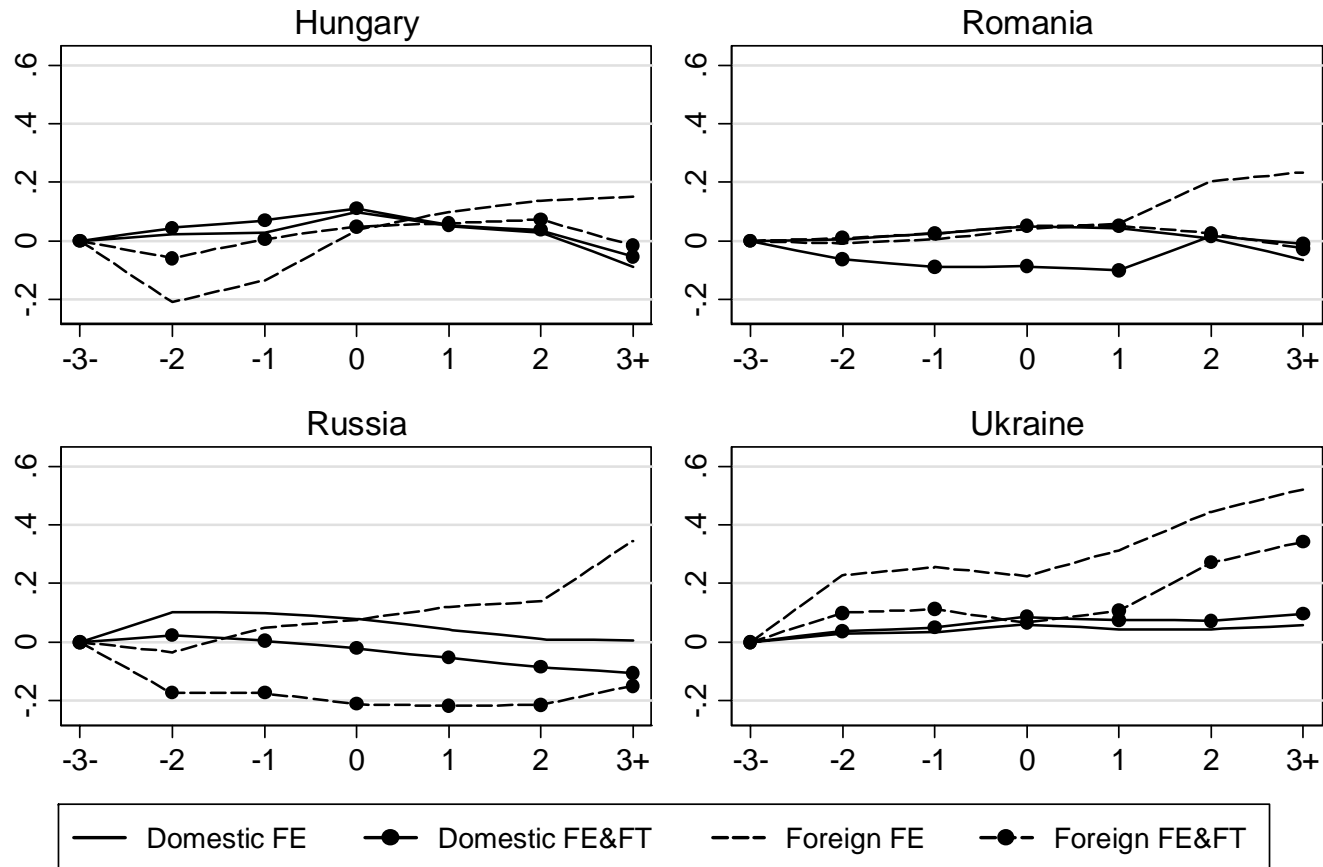 Hungary
.6
.4
.2
0
-.2
-3- -2 -1 0 1 2 3+
Romania
.6
.4
.2
0
-.2
-3- -2 -1 0 1 2 3+
Russia
.6
.4
.2
0
-.2
-3- -2 -1 0 1 2 3+
Ukraine
.6
.4
.2
0
-.2
-3- -2 -1 0 1 2 3+
Domestic FE Domestic FE&FT Foreign FE Foreign FE&FT